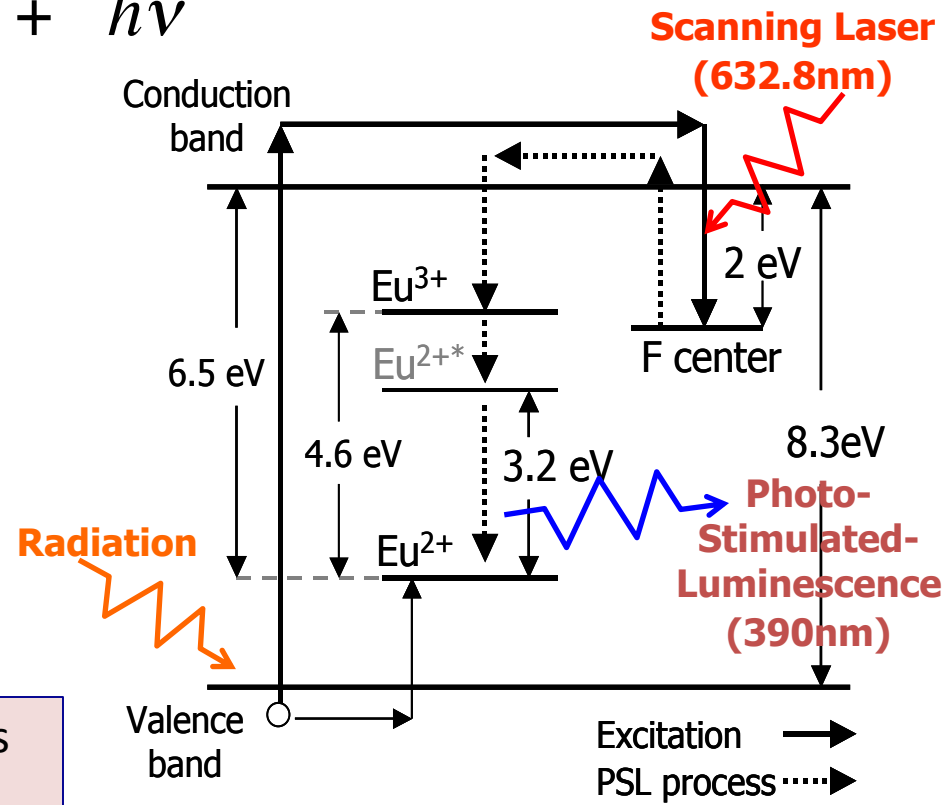 + hν
Scanning Laser
(632.8nm)
Conduction
band
2 eV
Eu3+
F center
Eu2+*
6.5 eV
4.6 eV
3.2 eV
8.3eV
Photo-
Stimulated-
Luminescence
(390nm)
Radiation
Eu2+
Valence
band
s
Excitation
PSL process